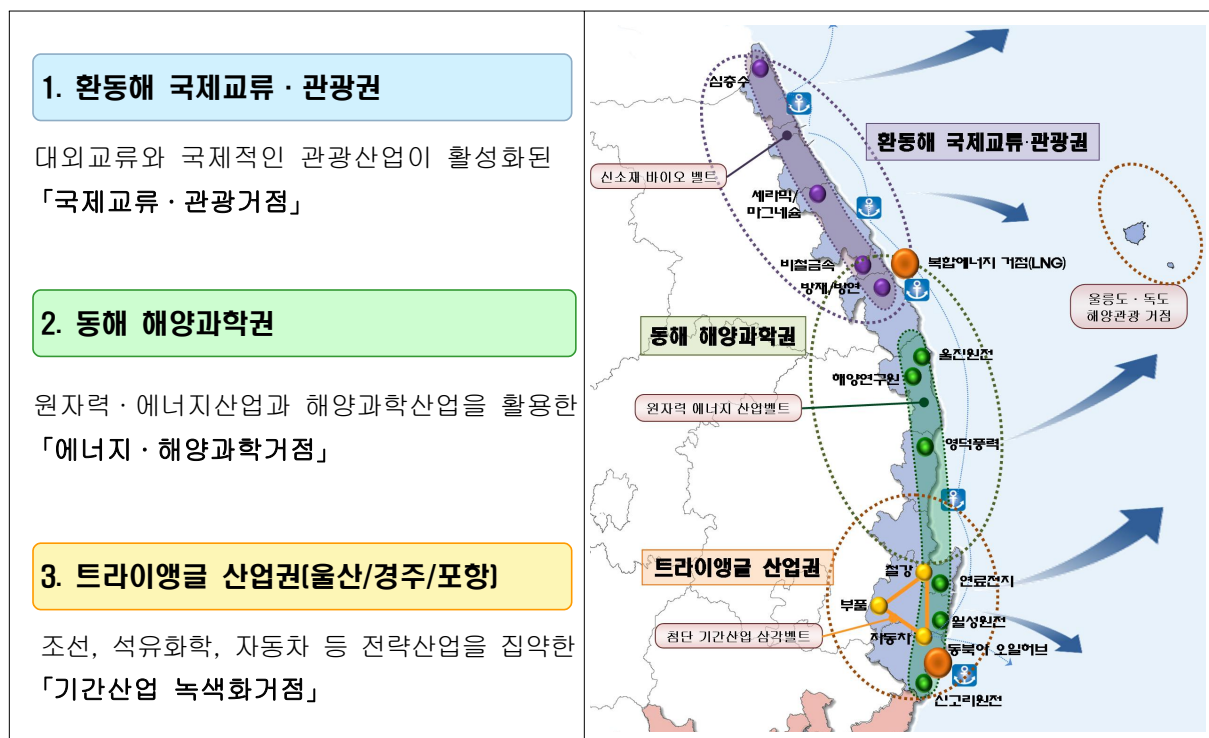 1. 환동해 국제교류 · 관광권
대외교류와 국제적인 관광산업이 활성화된
「국제교류 · 관광거점」
2. 동해 해양과학권
원자력 · 에너지산업과 해양과학산업을 활용한
「에너지 · 해양과학거점」
3. 트라이앵글 산업권(울산/경주/포항)
조선, 석유화학, 자동차 등 전략산업을 집약한
「기간산업 녹색화거점」
심층수
환동해 국제교류·관광권
신소재 바이오 벨트
세라믹/
마그네슘
비철금속
복합에너지 거점(LNG)
방재/방연
울릉도 · 독도
해양관광 거점
동해 해양과학권
울진원전
해양연구원
원자력 에너지 산업벨트
영덕풍력
트라이앵글 산업권
철강
연료전지
부품
월성원전
첨단 기간산업 삼각벨트
자동차
동북아 오일허브
신고리원전